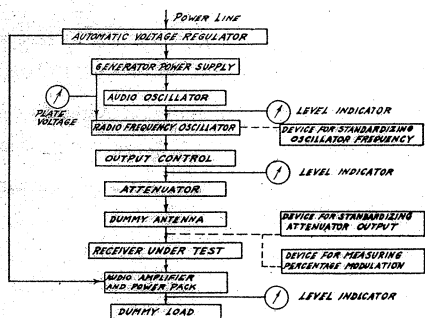 POWER LINE
AUTOMATIC VOLTAGE REGULATOR
GENERATOR POWER SUPPLY
AUDIO OSCILLATOR
PLATE
VOLTAGE
LEVEL INDICATOR
RADIO FREQUENCY OSCILLATOR
DEVICE FOR STANDARDIZING
OSCILLATOR FREQUENCY
OUTPUT CONTROL
LEVEL INDICATOR
ATTENUATOR
DUMMY ANTENNA
DEVICE FOR STANDARDIZING
ATTENUATOR OUTPUT
RECEIVER UNDER TEST
DEVICE FOR MEASURING
PERCENTAGE MODULATION
AUDIO AMPLIFIER
AND POWER PACK
LEVEL INDICATOR
DUMMY LOAD